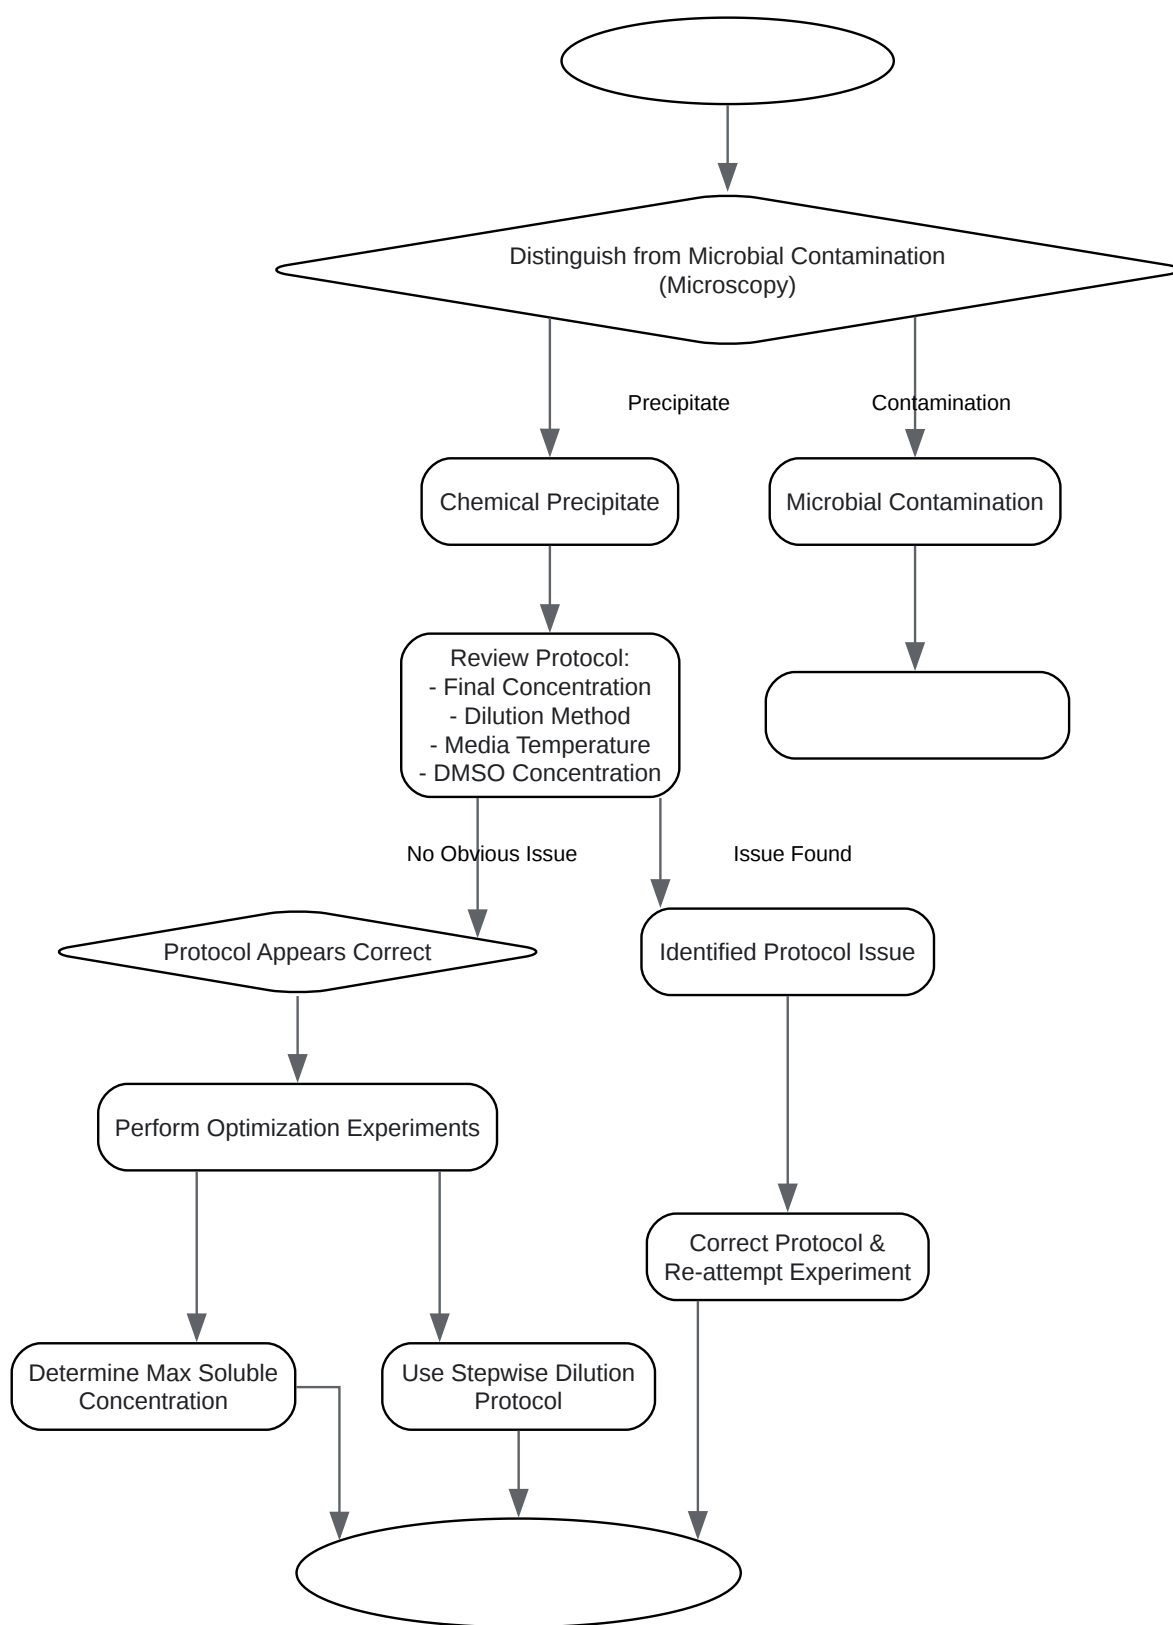 Distinguish from Microbial Contamination
(Microscopy)
Precipitate
Contamination
Chemical Precipitate
Microbial Contamination
Review Protocol:
- Final Concentration
- Dilution Method
- Media Temperature
- DMSO Concentration
No Obvious Issue
Issue Found
Protocol Appears Correct
Identified Protocol Issue
Perform Optimization Experiments
Correct Protocol &
Re-attempt Experiment
Determine Max Soluble
Concentration
Use Stepwise Dilution
Protocol